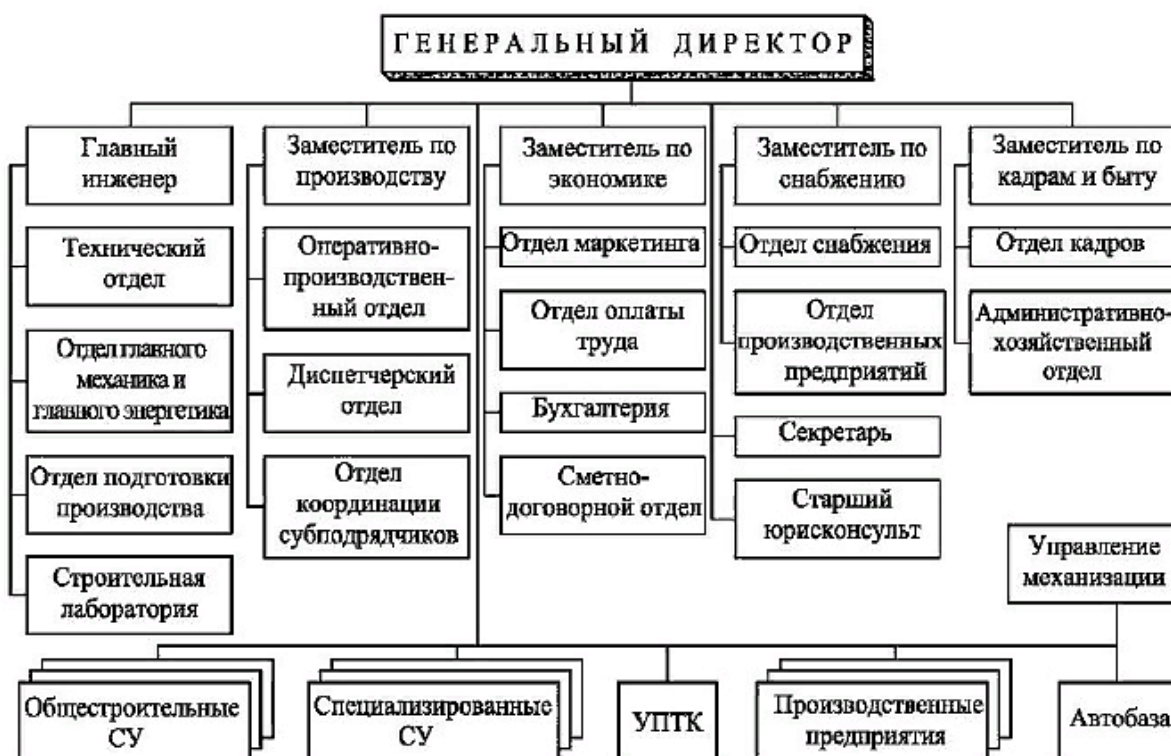 ГЕНЕРАЛЬНЫЙ ДИРЕКТОР
Главный
инженер
Технический
отдел
Отдел главного
механика и
главного энергетика
Отдел подготовки
производства
Строительная
лаборатория
Заместитель по
производству
Оперативно-
производствен-
ный отдел
Диспетчерский
отдел
Отдел
координации
субподрядчиков
Заместитель по
экономике
Отдел маркетинга
Отдел оплаты
труда
Бухгалтерия
Сметно-
договорной отдел
Заместитель по
снабжению
Отдел снабжения
Отдел
производственных
предприятий
Секретарь
Старший
юрисконсульт
Заместитель по
кадрам и быту
Отдел кадров
Административно-
хозяйственный
отдел
Управление
механизации
Общестроительные
СУ
Специализированные
СУ
УПТК
Производственные
предприятия
Автобаза